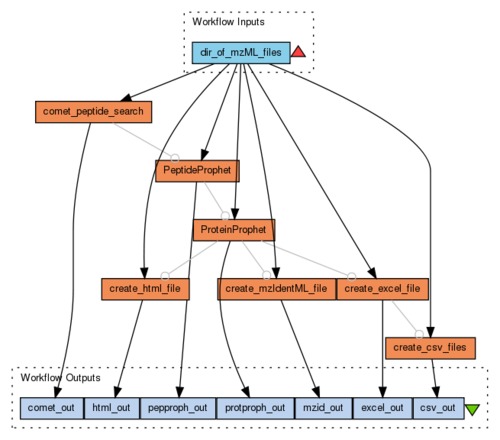 Workflow Inputs
dir_of_mzML_files
comet_peptide_search
PeptideProphet
ProteinProphet
create_html_file
create_mzIdentML_file
create_excel_file
create_csv_files
Workflow Outputs
comet_out
html_out
pepproph_out
protproph_out
mzid_out
excel_out
csv_out